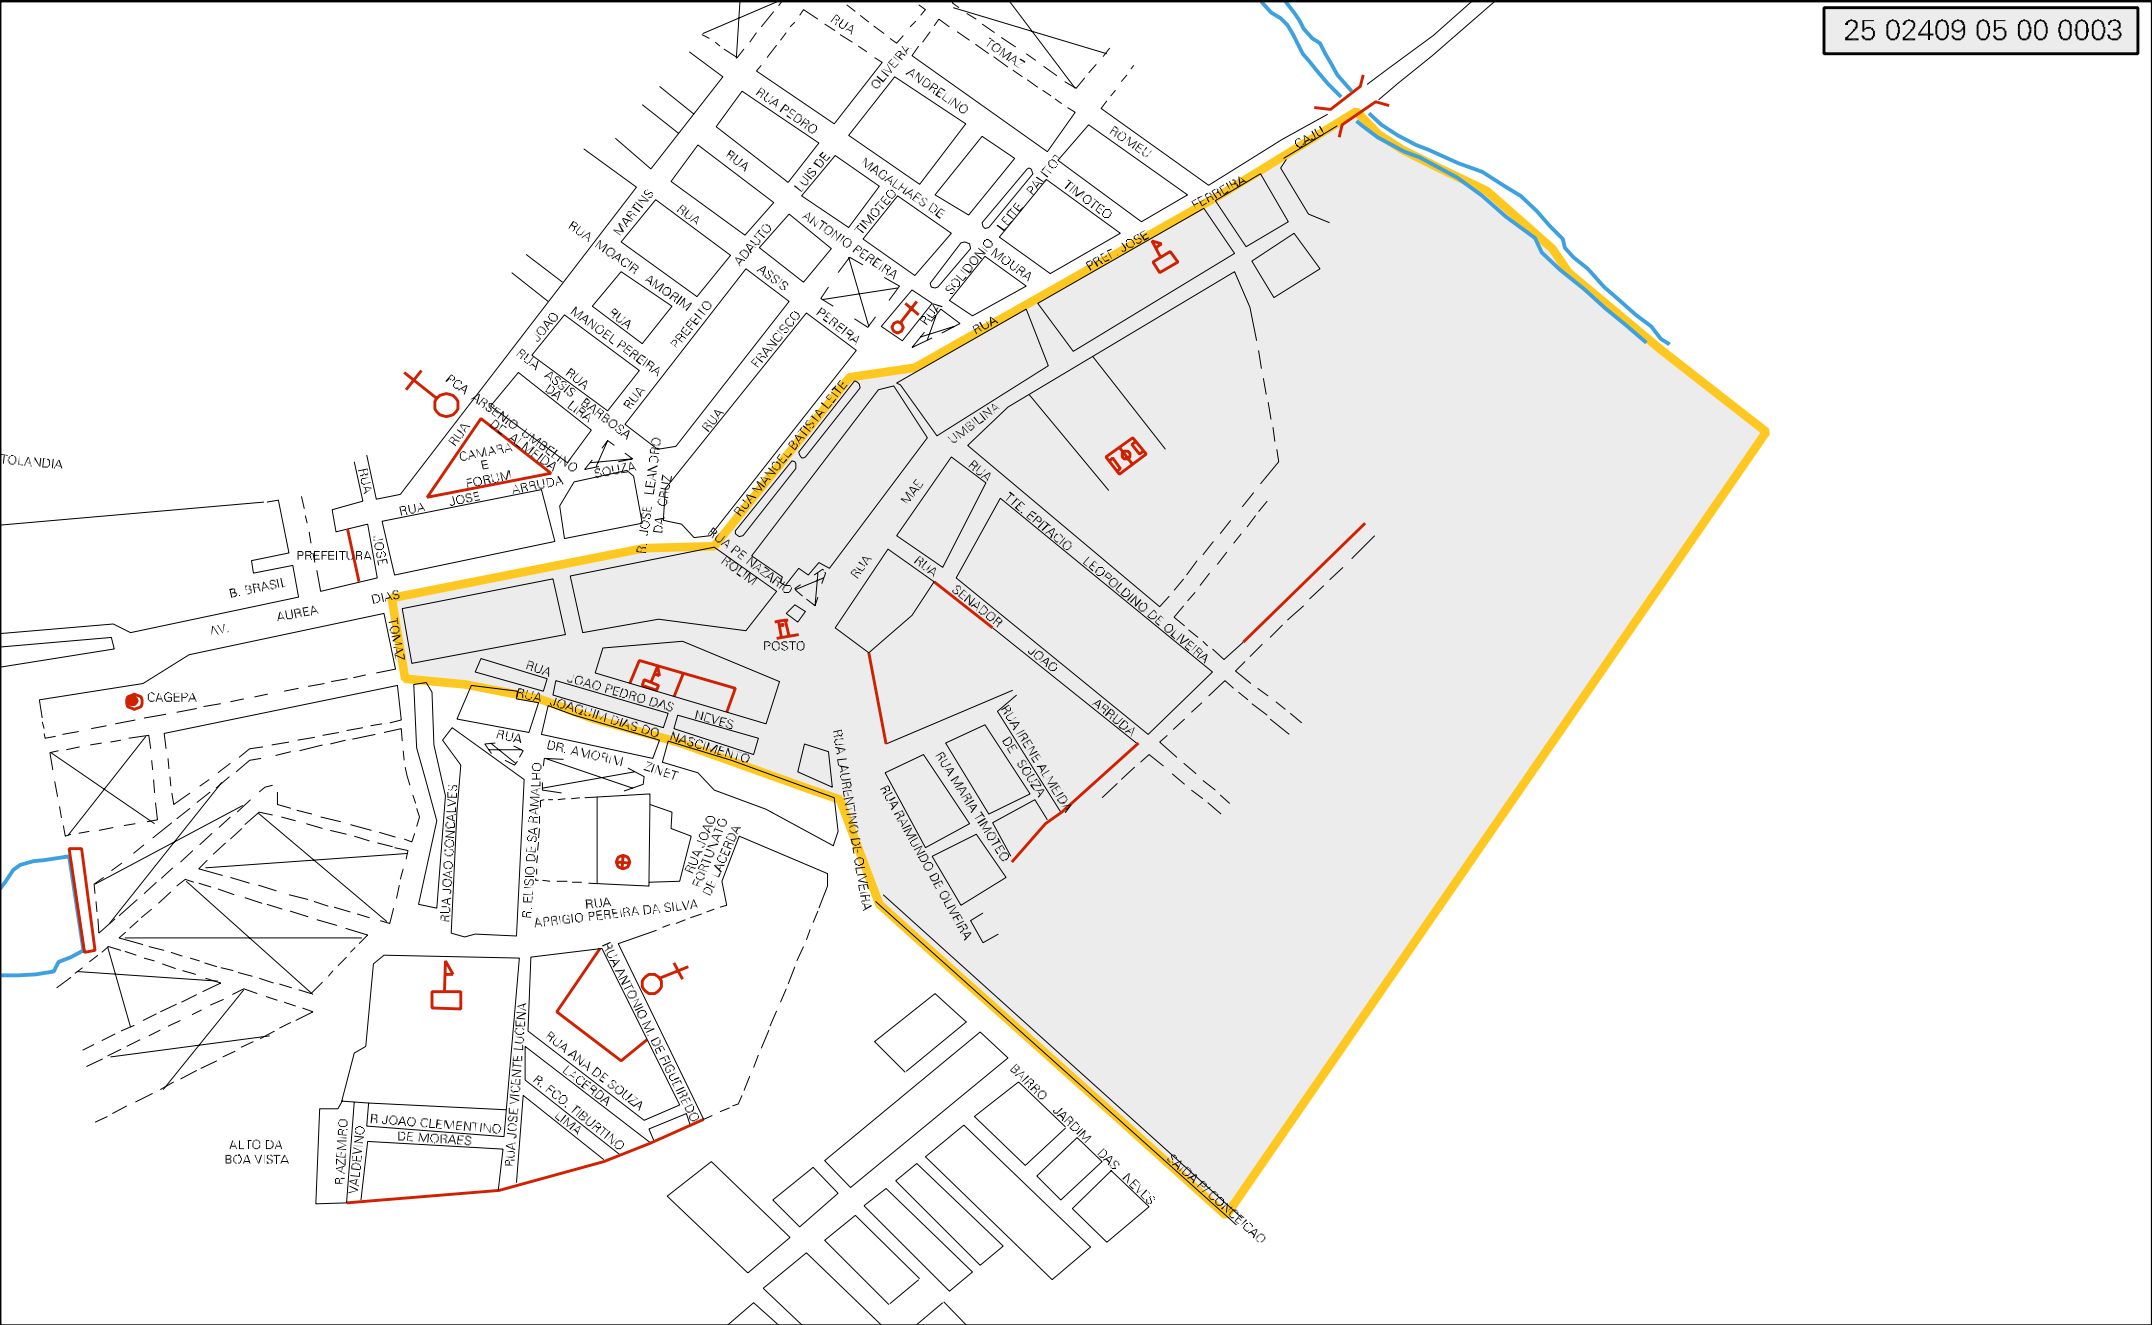 25 02409 05 00 0003
RUA
TOMAZ
OLIVEIRA
ANDRELINO
RUA PEDRO
ROMEU
CAJU
RUA
LUIS DE
MAGALHAES DE
PAULO
TIMOTEO
FERREIRA
MARTINS
RUA
TIMOTEO
LEITE
RUA MOACIR AMORIM
ADAUTO
ANTONIO PEREIRA
PREF JOSE
ASSIS
SOLIDONIO
MOURA
JOAO
RUA
MANOEL PEREIRA
PREFEITO
FRANCISCO
PEREIRA
RUA
RUA
RUA ASSIS BARBOSA
RUA
DA LIRA
RUA
RUA
PCA ARSENIO UMBELINO
DE ALMEIDA
RUA
CAMARA
E
FORUM
SOUZA
RUA JOSE ARRUDA
R. JOSE LEANDRO
DA CRUZ
RUA MANOEL BATISTA LEITE
UMBILINA
MAE
RUA
RUA
TTE. EPITACIO LEOPOLDINO DE OLIVEIRA
TOLANDIA
RUA
JOSE
PREFEITURA
RUA PE NAZARIO
ROLIM
RUA
SENADOR JOAO ARRUDA
B. BRASIL
AV. AUREA DIAS
TOMAZ
POSTO
CAGEPA
RUA
JOAO PEDRO DAS NEVES
RUA JOAQUIM DIAS DO NASCIMENTO
RUA DR. AMORIM ZINET
RUA LAURENTINO DE OLIVEIRA
RUA IRENE ALMEIDA
DE SOUZA
RUA MARIA TIMOTEO
RUA RAIMUNDO DE OLIVEIRA
RUA JOAO GONCALVES
R. ELISIO DE SA RAMALHO
RUA JOAO
FORTUNATO
DE LACERDA
RUA
APRIGIO PEREIRA DA SILVA
RUA ANTONIO M. DE FIGUEIREDO
RUA JOSE VICENTE LUCENA
RUA ANA DE SOUZA
LACERDA
R. FCO. TIBURTINO
LIMA
R JOAO CLEMENTINO
DE MORAES
R AZEMIRO
VALDEVINO
ALTO DA
BOA VISTA
BAIRRO JARDIM DAS NEVES
SAIDA P/ CONCEICAO